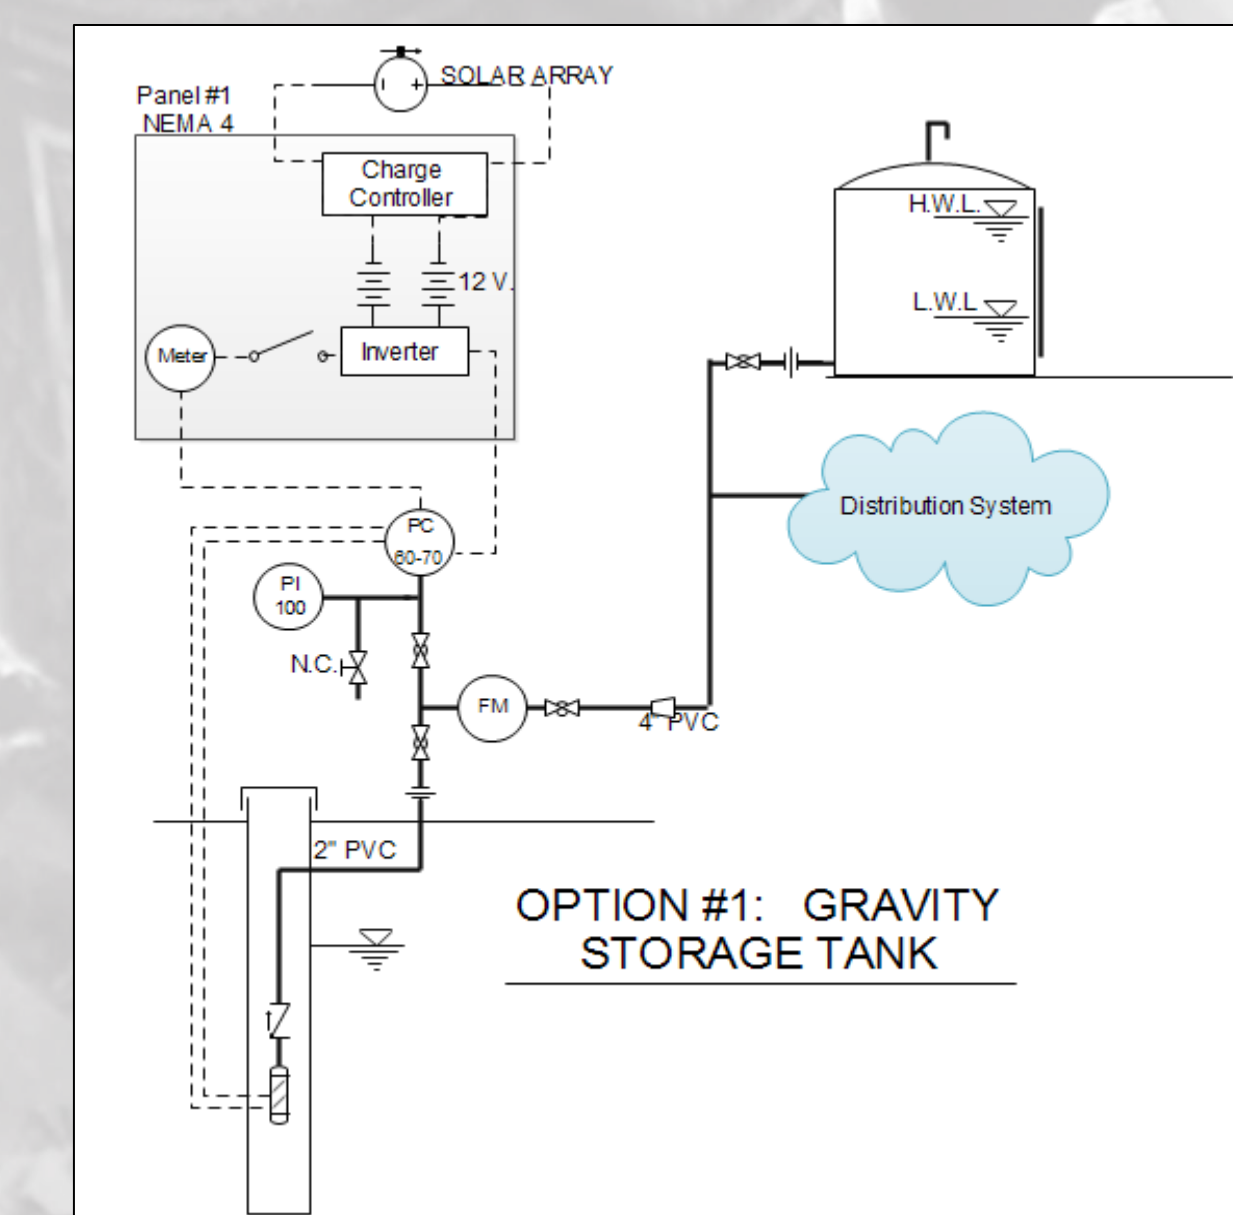 SOLAR ARRAY
Panel #1
NEMA 4
Charge
Controller
12 V.
Meter
Inverter
H.W.L.
L.W.L
Distribution System
PC
60-70
PI
100
N.C.
FM
4" PVC
2" PVC
OPTION #1: GRAVITY
STORAGE TANK